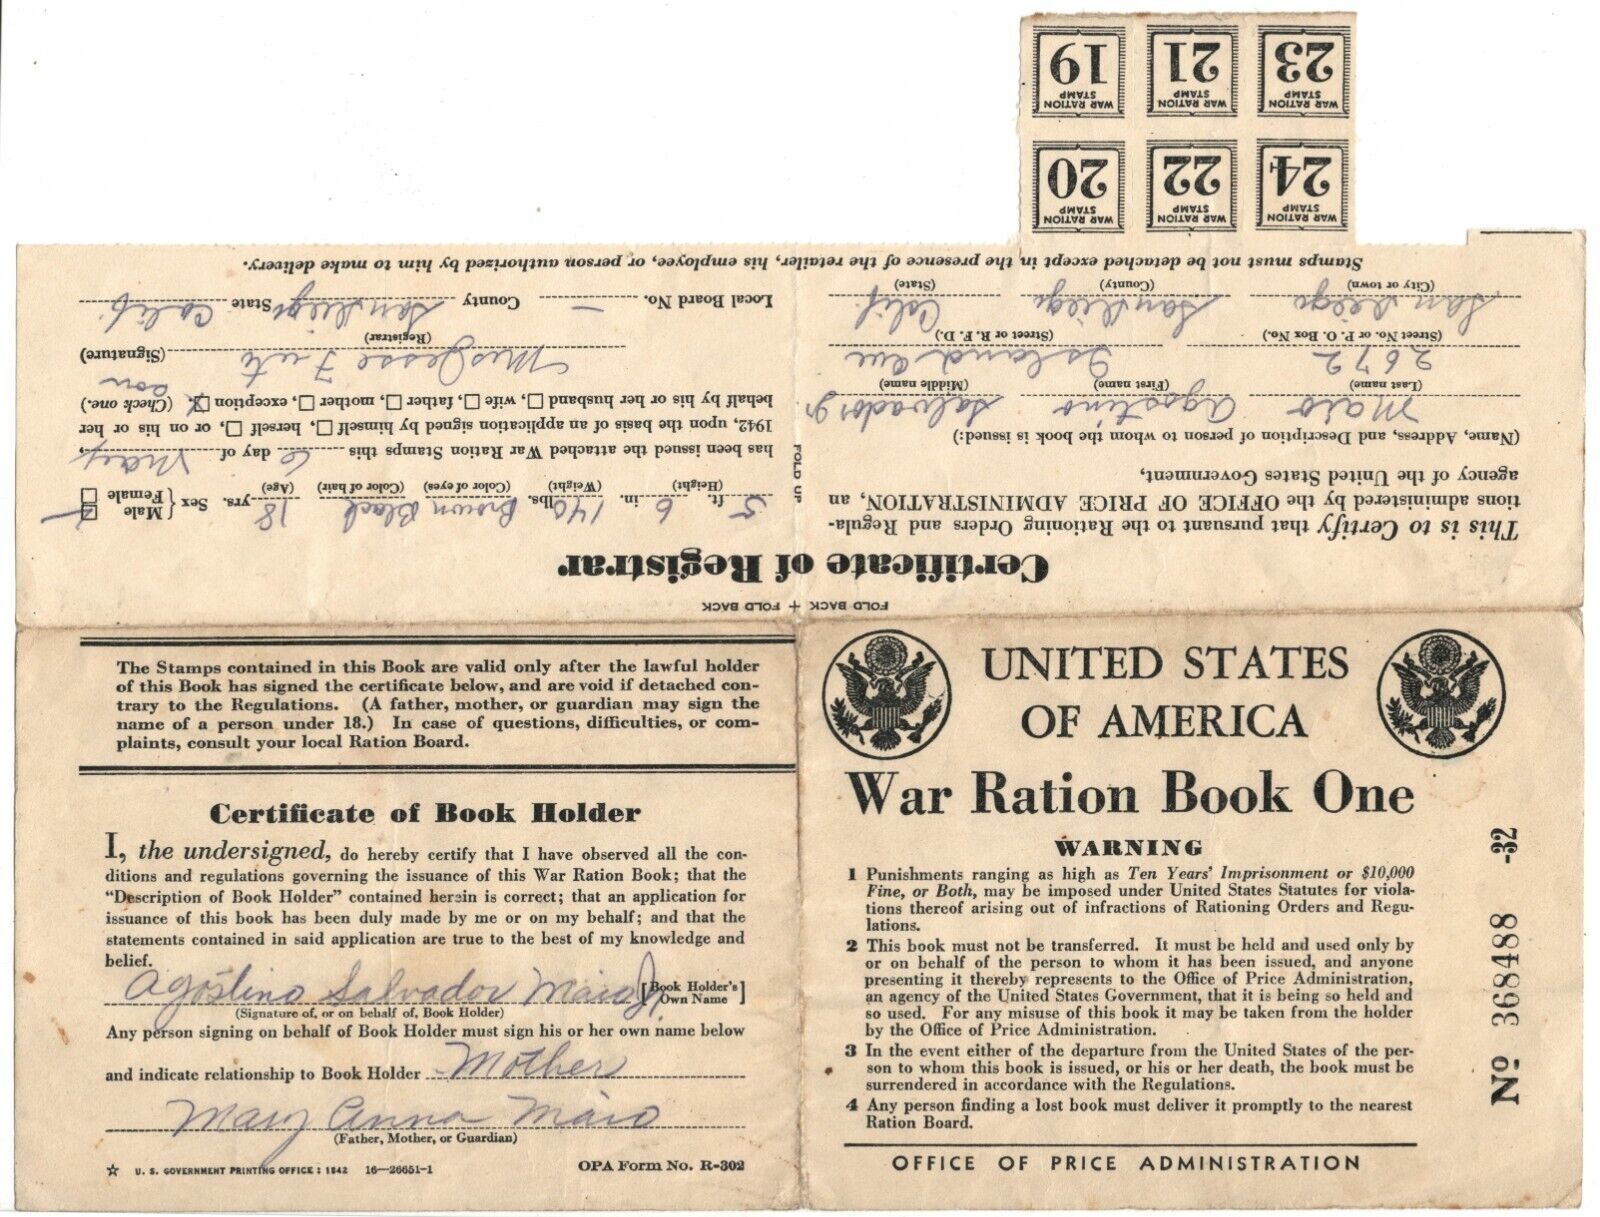 19
WAR RATION
STAMP
21
WAR RATION
STAMP
23
WAR RATION
STAMP
20
WAR RATION
STAMP
22
WAR RATION
STAMP
24
WAR RATION
STAMP
Certificate of Registrar
This is to Certify that pursuant to the Rationing Orders and Regula-
tions administered by the OFFICE OF PRICE ADMINISTRATION, an
agency of the United States Government,
(Name, Address, and Description of person to whom the book is issued:)
Maio Agostino Salvador Jr.
(Last name) (First name) (Middle name)
2672 Island Ave
(Street No. or P. O. Box No.) (Street or R. F. D.)
San Diego San Diego Calif
(City or town) (County) (State)
5 ft. 6 in. 140 lbs. Brown Black 18 yrs. Sex { Male
Female
(Height) (Weight) (Color of eyes) (Color of hair) (Age)
has been issued the attached War Ration Stamps this 6 day of May,
1942, upon the basis of an application signed by himself □, herself □, or on his or her
behalf by his or her husband □, wife □, father □, mother □, exception ☒. (Check one.)
son
Mrs Jesse (Signature)
(Registrar)
Local Board No. — County San Diego State Calif
Stamps must not be detached except in the presence of the retailer, his employee, or person authorized by him to make delivery.
FOLD UP
FOLD BACK + FOLD BACK
The Stamps contained in this Book are valid only after the lawful holder
of this Book has signed the certificate below, and are void if detached con-
trary to the Regulations. (A father, mother, or guardian may sign the
name of a person under 18.) In case of questions, difficulties, or com-
plaints, consult your local Ration Board.
Certificate of Book Holder
I, the undersigned, do hereby certify that I have observed all the con-
ditions and regulations governing the issuance of this War Ration Book; that the
“Description of Book Holder” contained herein is correct; that an application for
issuance of this book has been duly made by me or on my behalf; and that the
statements contained in said application are true to the best of my knowledge and
belief.
Agostino Salvador Maio Jr. [Book Holder's
Own Name]
(Signature of, or on behalf of, Book Holder)
Any person signing on behalf of Book Holder must sign his or her own name below
and indicate relationship to Book Holder Mother
Mary Anna Maio
(Father, Mother, or Guardian)
☆ U. S. GOVERNMENT PRINTING OFFICE : 1942 16—26651-1 OPA Form No. R-302
UNITED STATES
OF AMERICA
War Ration Book One
WARNING
1 Punishments ranging as high as Ten Years' Imprisonment or $10,000
Fine, or Both, may be imposed under United States Statutes for viola-
tions thereof arising out of infractions of Rationing Orders and Regu-
lations.
2 This book must not be transferred. It must be held and used only by
or on behalf of the person to whom it has been issued, and anyone
presenting it thereby represents to the Office of Price Administration,
an agency of the United States Government, that it is being so held and
so used. For any misuse of this book it may be taken from the holder
by the Office of Price Administration.
3 In the event either of the departure from the United States of the per-
son to whom this book is issued, or his or her death, the book must be
surrendered in accordance with the Regulations.
4 Any person finding a lost book must deliver it promptly to the nearest
Ration Board.
OFFICE OF PRICE ADMINISTRATION
Nº 368488 -32